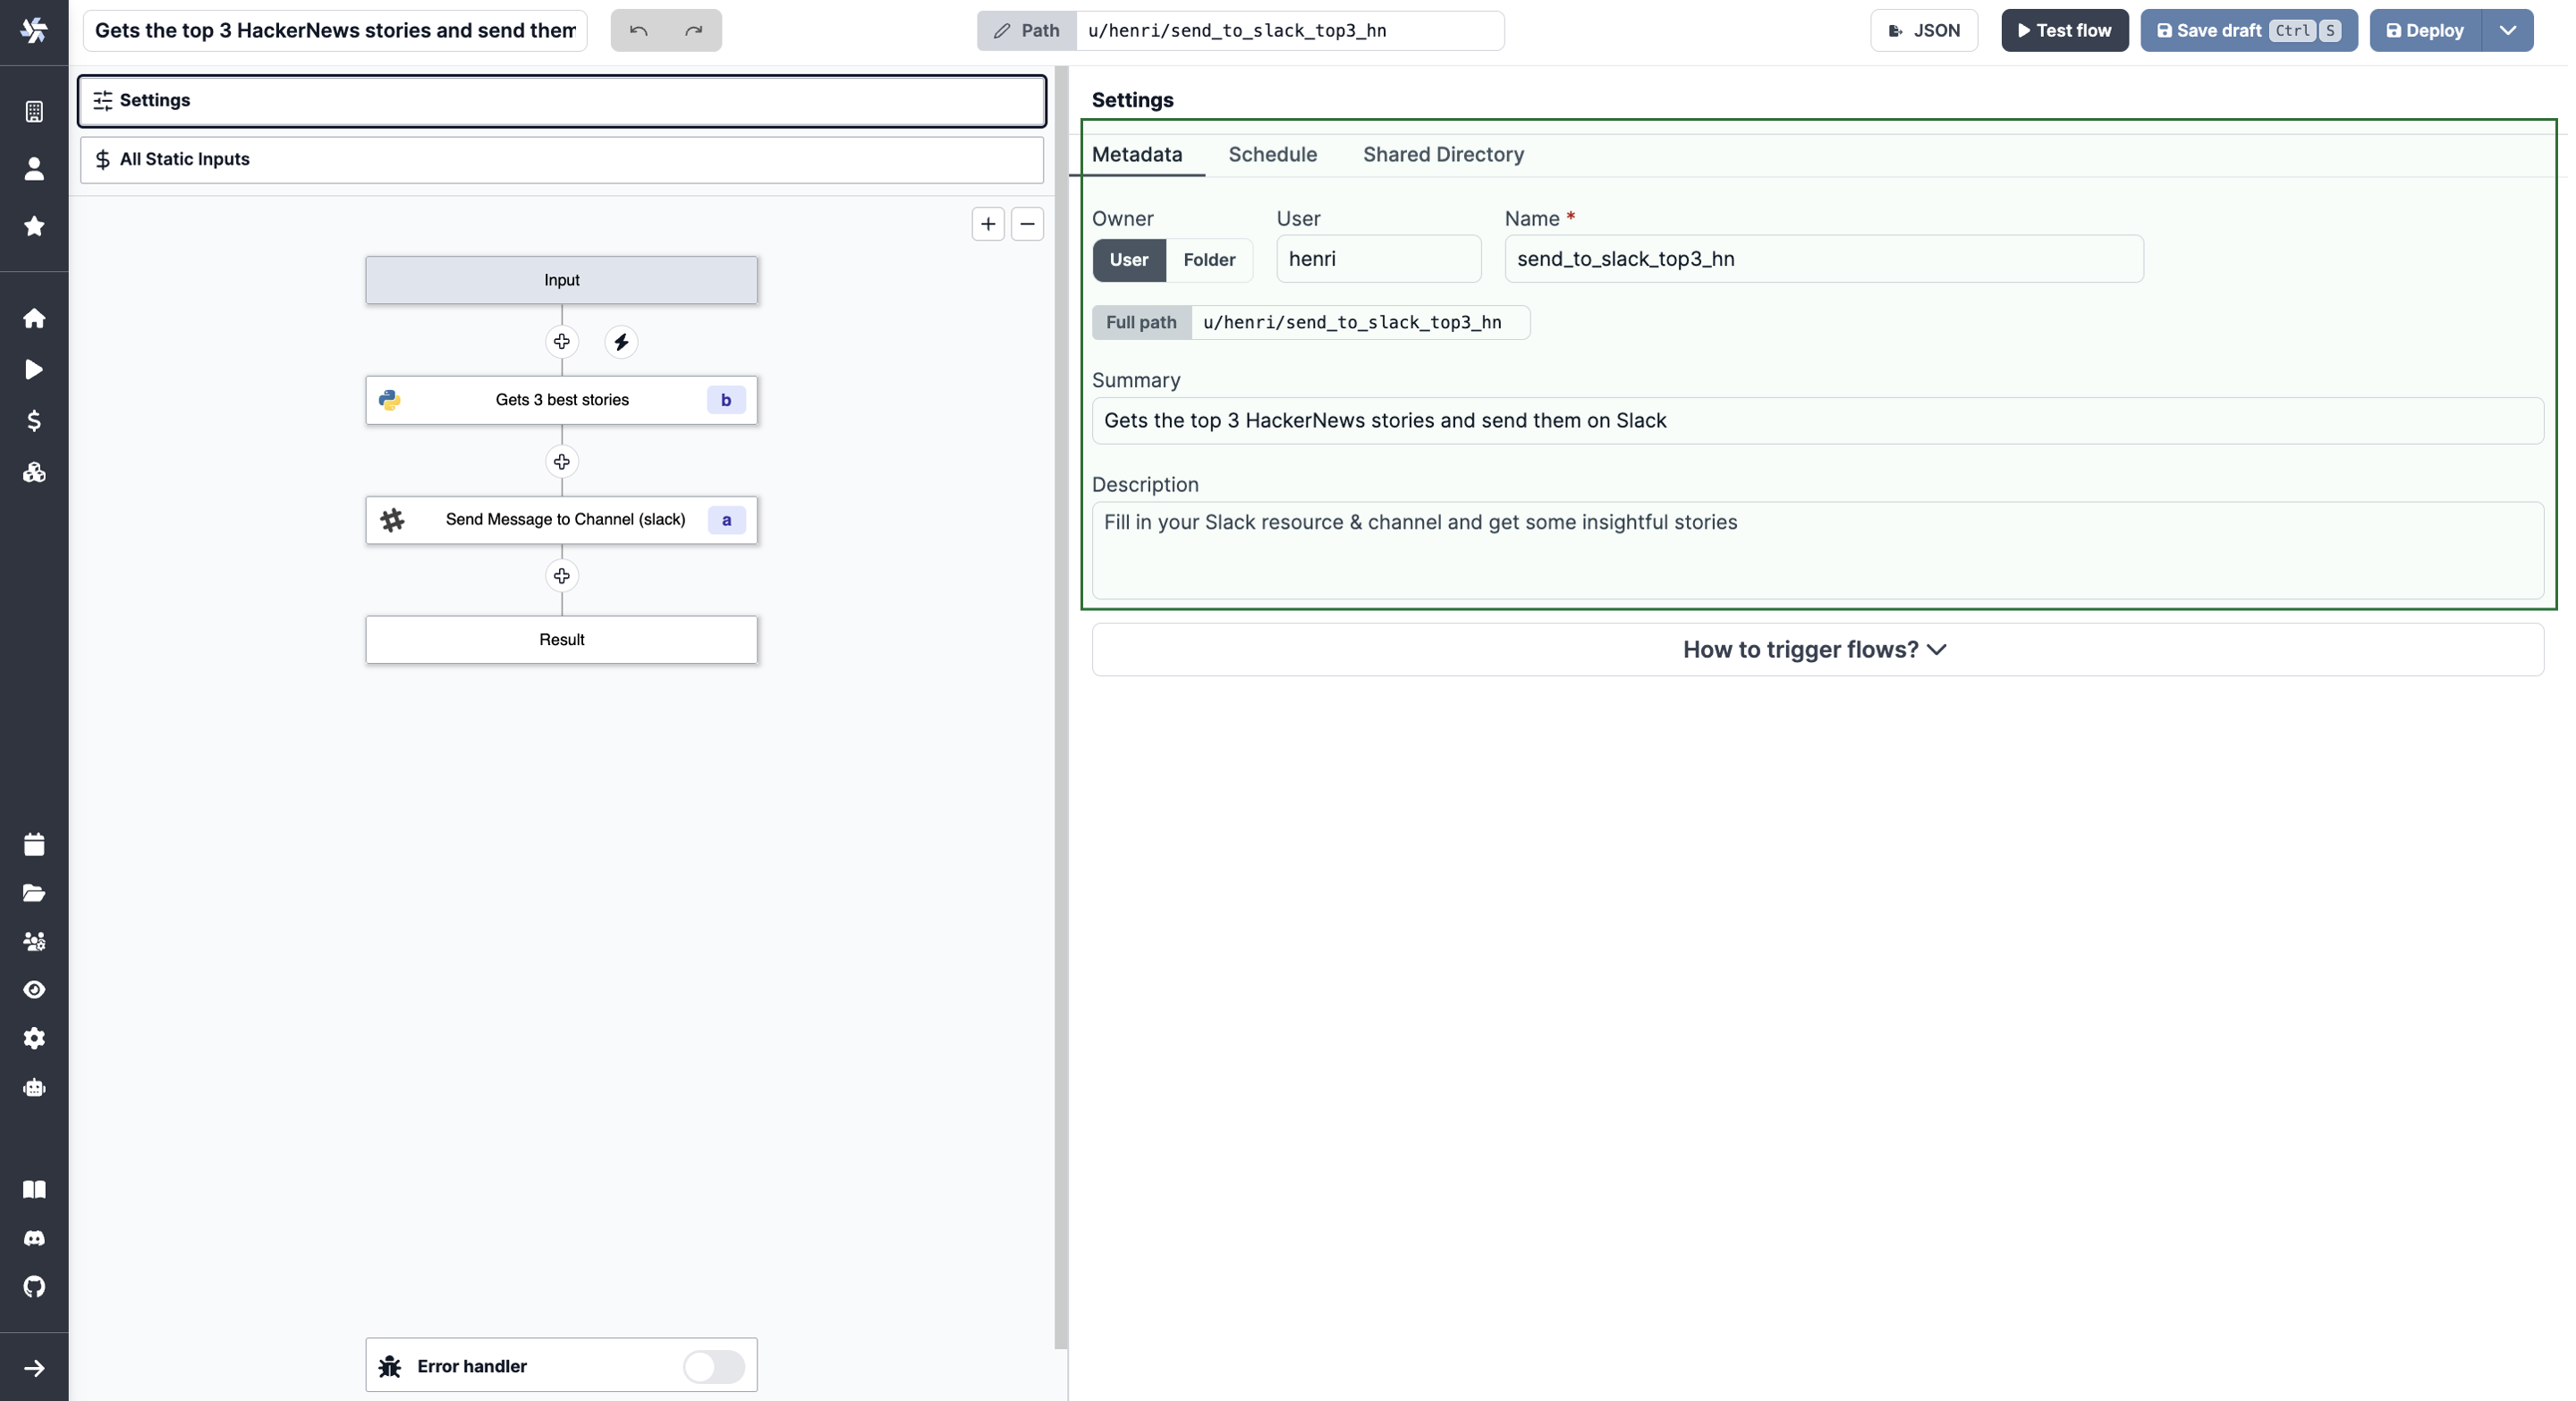 Gets the top 3 HackerNews stories and send them
Path
u/henri/send_to_slack_top3_hn
JSON
Test flow
Save draft Ctrl S
Deploy
Settings
All Static Inputs
Input
Gets 3 best stories
b
Send Message to Channel (slack)
a
Result
Error handler
Settings
Metadata
Schedule
Shared Directory
Owner
User
Name *
User
Folder
henri
send_to_slack_top3_hn
Full path
u/henri/send_to_slack_top3_hn
Summary
Gets the top 3 HackerNews stories and send them on Slack
Description
Fill in your Slack resource & channel and get some insightful stories
How to trigger flows?